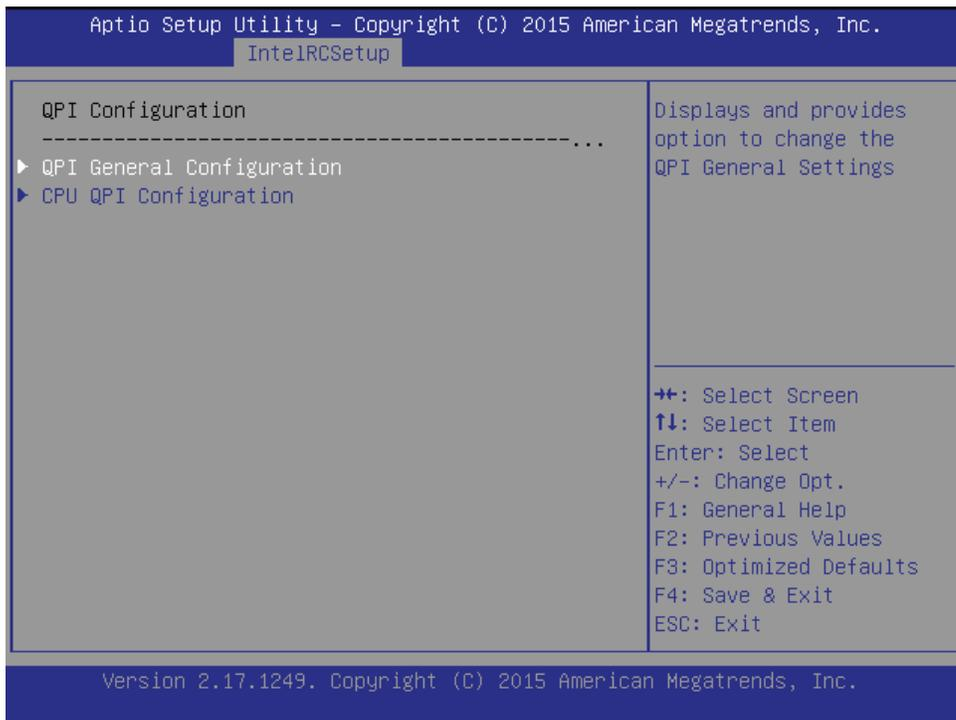 Aptio Setup Utility – Copyright (C) 2015 American Megatrends, Inc.
IntelRCSetup
QPI Configuration
--------------------------------------------...
▶ QPI General Configuration
▶ CPU QPI Configuration
Displays and provides
option to change the
QPI General Settings
→←: Select Screen
↑↓: Select Item
Enter: Select
+/-: Change Opt.
F1: General Help
F2: Previous Values
F3: Optimized Defaults
F4: Save & Exit
ESC: Exit
Version 2.17.1249. Copyright (C) 2015 American Megatrends, Inc.